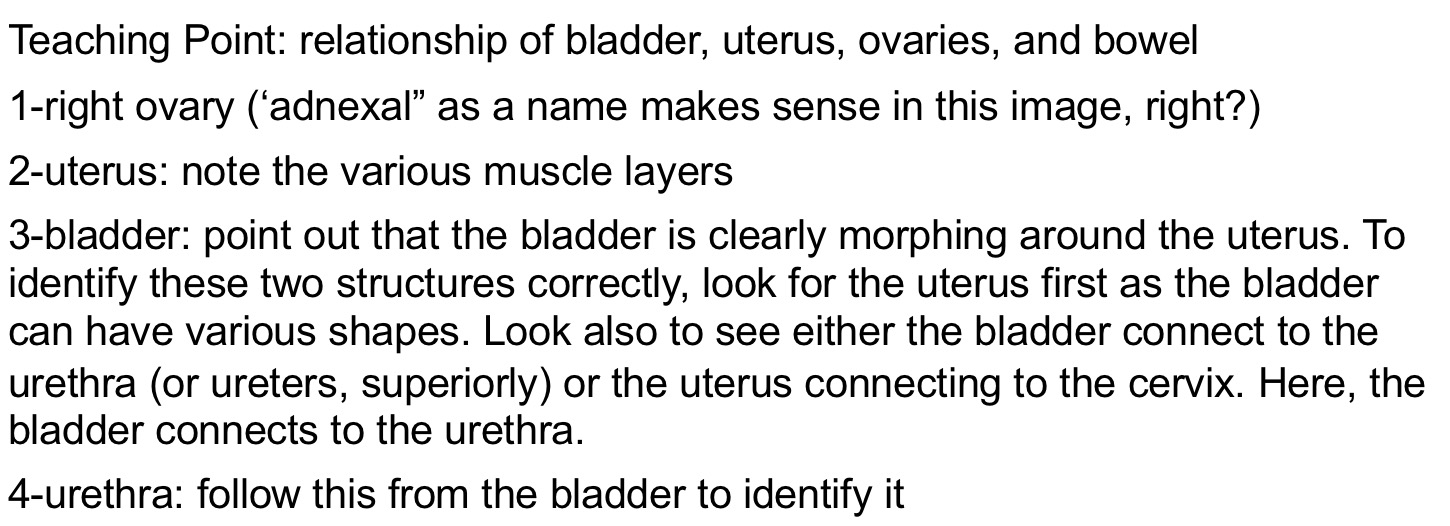 Teaching Point: relationship of bladder, uterus, ovaries, and bowel
1-right ovary (‘adnexal” as a name makes sense in this image, right?)
2-uterus: note the various muscle layers
3-bladder: point out that the bladder is clearly morphing around the uterus. To
identify these two structures correctly, look for the uterus first as the bladder
can have various shapes. Look also to see either the bladder connect to the
urethra (or ureters, superiorly) or the uterus connecting to the cervix. Here, the
bladder connects to the urethra.
4-urethra: follow this from the bladder to identify it